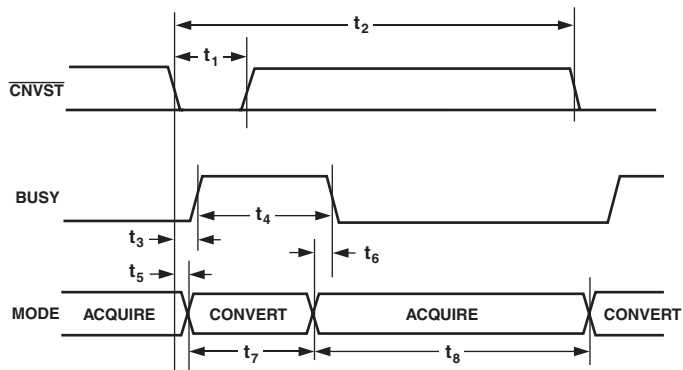 t2
t1
CNVST
BUSY
t4
t3
t6
t5
MODE ACQUIRE CONVERT ACQUIRE CONVERT
t7 t8